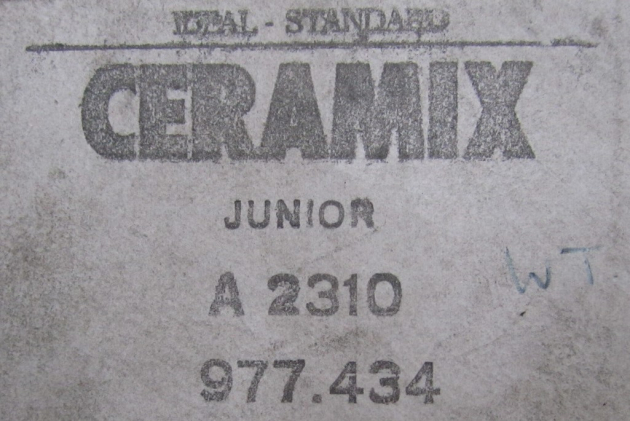 IDEAL - STANDARD
CERAMIX
JUNIOR
A 2310
WT.
977.434